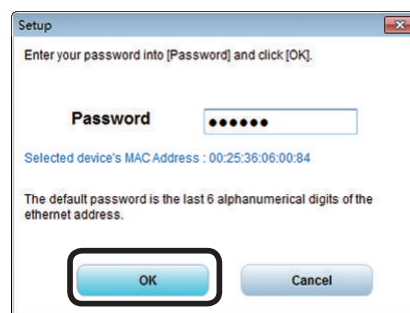 Setup
Enter your password into [Password] and click [OK].
Password ●●●●●●
Selected device's MAC Address : 00:25:36:06:00:84
The default password is the last 6 alphanumerical digits of the
ethernet address.
OK Cancel